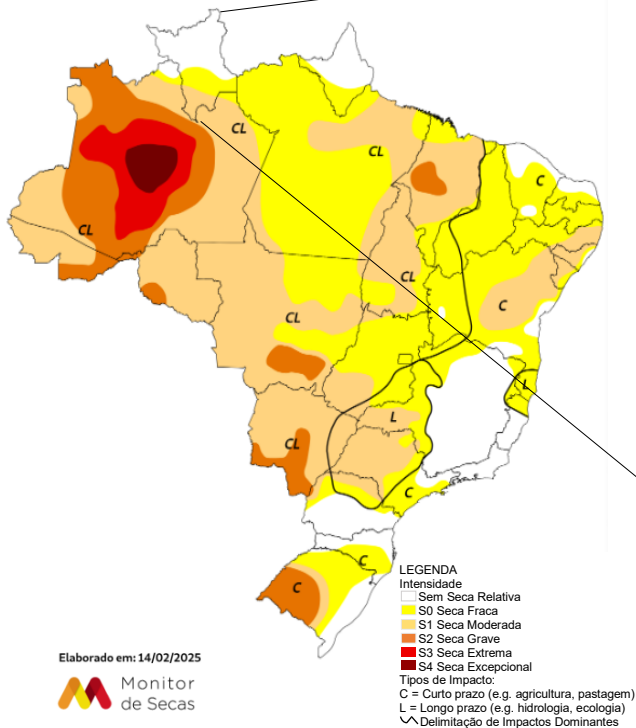 CL
CL
CL
CL
CL
CL
C
C
L
L
C
C
C
LEGENDA
Intensidade
Sem Seca Relativa
S0 Seca Fraca
S1 Seca Moderada
S2 Seca Grave
S3 Seca Extrema
S4 Seca Excepcional
Tipos de Impacto:
C = Curto prazo (e.g. agricultura, pastagem)
L = Longo prazo (e.g. hidrologia, ecologia)
Delimitação de Impactos Dominantes
Elaborado em: 14/02/2025
Monitor
de Secas